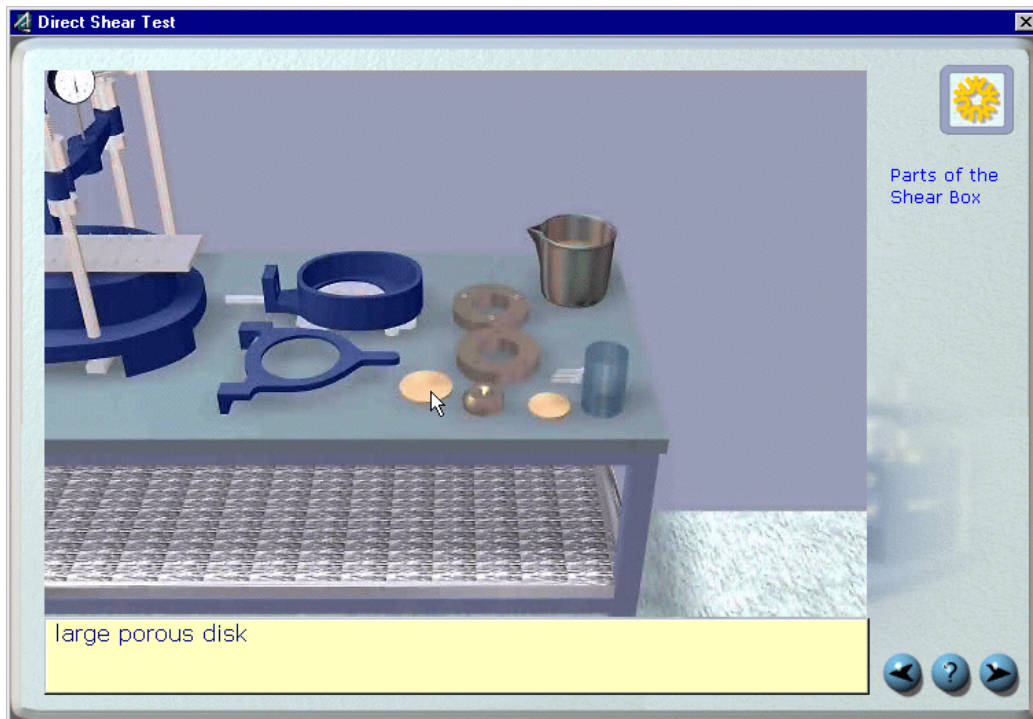 Direct Shear Test
Parts of the
Shear Box
large porous disk
?